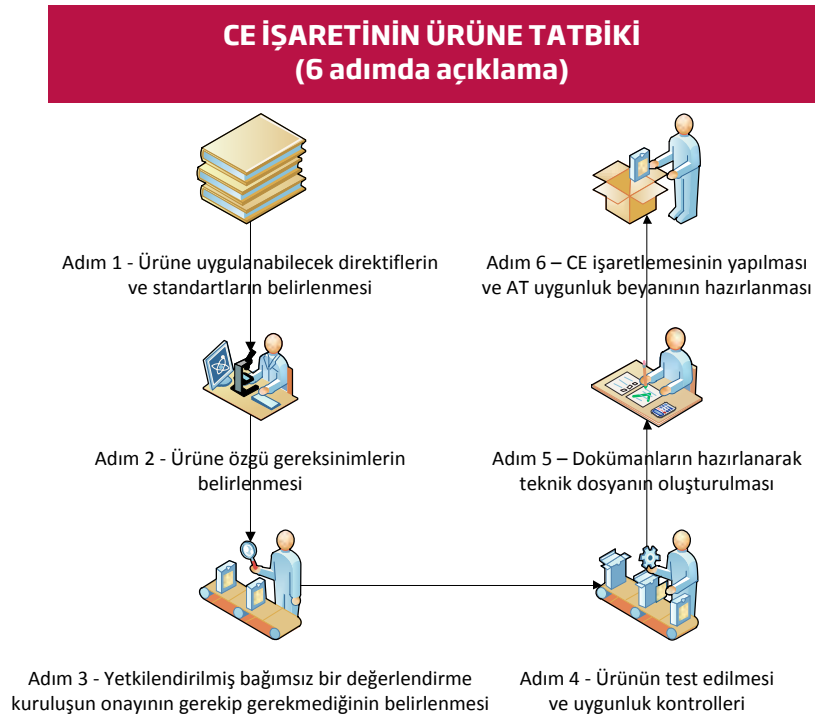 CE İŞARETİNİN ÜRÜNE TATBİKİ
(6 adımda açıklama)
Adım 1 - Ürüne uygulanabilecek direktiflerin
ve standartların belirlenmesi
Adım 2 - Ürüne özgü gereksinimlerin
belirlenmesi
Adım 3 - Yetkilendirilmiş bağımsız bir değerlendirme
kuruluşun onayının gerekip gerekmediğinin belirlenmesi
Adım 4 - Ürünün test edilmesi
ve uygunluk kontrolleri
Adım 5 – Dokümanların hazırlanarak
teknik dosyanın oluşturulması
Adım 6 – CE işaretlemesinin yapılması
ve AT uygunluk beyanının hazırlanması